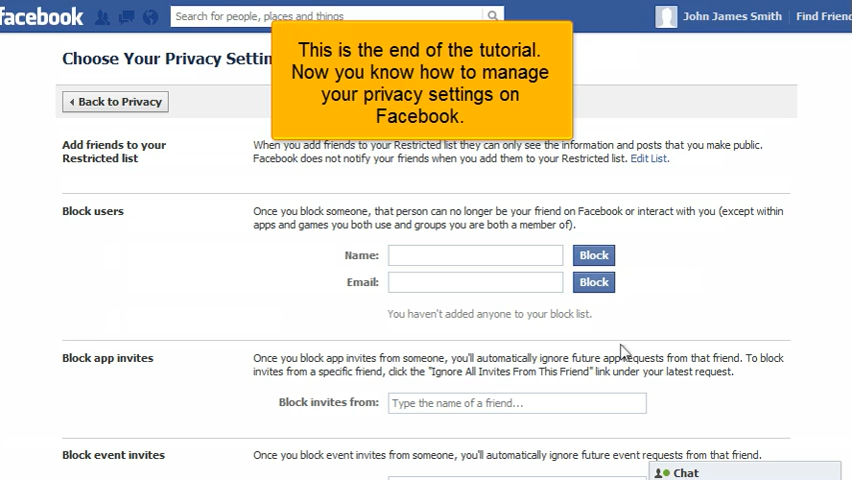 facebook
Search for people, places and things
John James Smith
Find Friend
Choose Your Privacy Settin
This is the end of the tutorial.
Now you know how to manage
your privacy settings on
Facebook.
Back to Privacy
Add friends to your
Restricted list
When you add friends to your Restricted list they can only see the information and posts that you make public.
Facebook does not notify your friends when you add them to your Restricted list. Edit List.
Block users
Once you block someone, that person can no longer be your friend on Facebook or interact with you (except within
apps and games you both use and groups you are both a member of).
Name:
Block
Email:
Block
You haven't added anyone to your block list.
Block app invites
Once you block app invites from someone, you'll automatically ignore future app requests from that friend. To block
invites from a specific friend, click the "Ignore All Invites From This Friend" link under your latest request.
Block invites from:
Type the name of a friend...
Block event invites
Once you block event invites from someone, you'll automatically ignore future event requests from that friend.
Chat